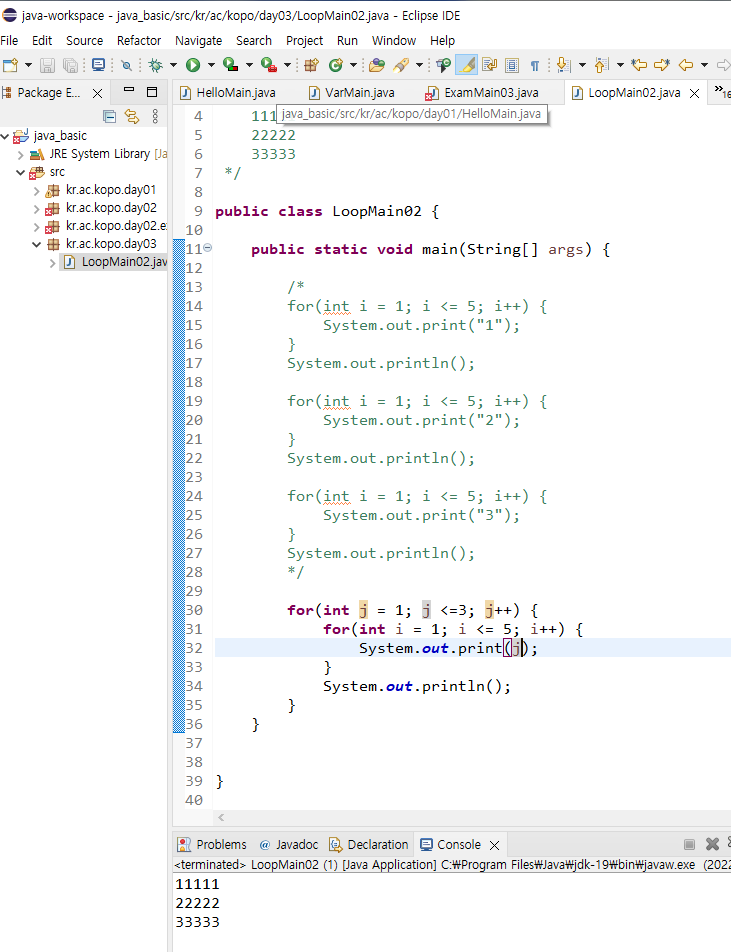 java-workspace - java_basic/src/kr/ac/kopo/day03/LoopMain02.java - Eclipse IDE
File Edit Source Refactor Navigate Search Project Run Window Help
Package E...
HelloMain.java VarMain.java ExamMain03.java LoopMain02.java
java_basic/src/kr/ac/kopo/day01/HelloMain.java
java_basic
JRE System Library [Ja
src
kr.ac.kopo.day01
kr.ac.kopo.day02
kr.ac.kopo.day02.e
kr.ac.kopo.day03
LoopMain02.jav
4 111
5 22222
6 33333
7 */
8
9 public class LoopMain02 {
10
11 public static void main(String[] args) {
12
13 /*
14 for(int i = 1; i <= 5; i++) {
15 System.out.print("1");
16 }
17 System.out.println();
18
19 for(int i = 1; i <= 5; i++) {
20 System.out.print("2");
21 }
22 System.out.println();
23
24 for(int i = 1; i <= 5; i++) {
25 System.out.print("3");
26 }
27 System.out.println();
28 */
29
30 for(int j = 1; j <=3; j++) {
31 for(int i = 1; i <= 5; i++) {
32 System.out.print(j);
33 }
34 System.out.println();
35 }
36 }
37
38
39 }
40
Problems @ Javadoc Declaration Console
<terminated> LoopMain02 (1) [Java Application] C:₩Program Files₩Java₩jdk-19₩bin₩javaw.exe (2022
11111
22222
33333